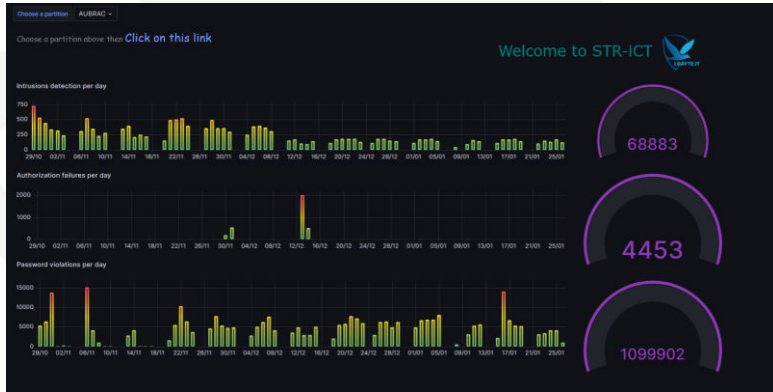 Choose a partition AUBRAC
Choose a partition above then Click on this link
Welcome to STR-ICT
Intrusions detection per day
750
500
250
0
29/10 02/11 06/11 10/11 14/11 18/11 22/11 26/11 30/11 04/12 08/12 12/12 16/12 20/12 24/12 28/12 01/01 05/01 09/01 13/01 17/01 21/01 25/01
68883
Authorization failures per day
2000
1000
0
29/10 02/11 06/11 10/11 14/11 18/11 22/11 26/11 30/11 04/12 08/12 12/12 16/12 20/12 24/12 28/12 01/01 05/01 09/01 13/01 17/01 21/01 25/01
4453
Password violations per day
15000
10000
5000
0
29/10 02/11 06/11 10/11 14/11 18/11 22/11 26/11 30/11 04/12 08/12 12/12 16/12 20/12 24/12 28/12 01/01 05/01 09/01 13/01 17/01 21/01 25/01
1099902